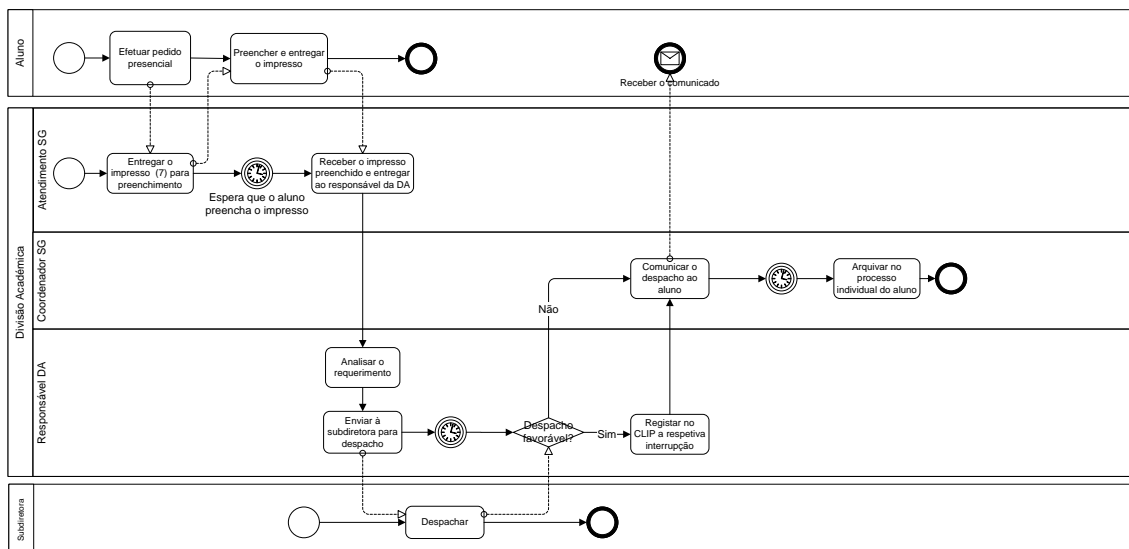 Aluno
Efetuar pedido
presencial
Preencher e entregar
o impresso
Receber o comunicado
Divisão Académica
Atendimento SG
Entregar o
impresso (7) para
preenchimento
Espera que o aluno
preencha o impresso
Receber o impresso
preenchido e entregar
ao responsável da DA
Coordenador SG
Comunicar o
despacho ao
aluno
Arquivar no
processo
individual do aluno
Não
Responsável DA
Analisar o
requerimento
Enviar à
subdiretora para
despacho
Despacho
favorável?
Sim
Registar no
CLIP a respetiva
interrupção
Subdiretora
Despachar